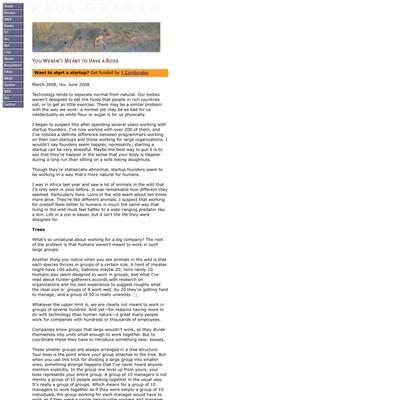 Home
Essays
H&P
Books
YC
Arc
Bel
Lisp
Spam
Responses
FAQs
RAQs
Quotes
RSS
Bio
Twitter
PAUL GRAHAM
YOU WEREN'T MEANT TO HAVE A BOSS
Want to start a startup? Get funded by Y Combinator.
March 2008, rev. June 2008
Technology tends to separate normal from natural. Our bodies
weren't designed to eat the foods that people in rich countries
eat, or to get so little exercise. There may be a similar problem
with the way we work: a normal job may be as bad for us
intellectually as white flour or sugar is for us physically.
I began to suspect this after spending several years working with
startup founders. I've now worked with over 200 of them, and
I've noticed a definite difference between programmers working
on their own startups and those working for large organizations. I
wouldn't say founders seem happier, necessarily; starting a
startup can be very stressful. Maybe the best way to put it is to
say that they're happier in the sense that your body is happier
during a long run than sitting on a sofa eating doughnuts.
Though they're statistically abnormal, startup founders seem to
be working in a way that's more natural for humans.
I was in Africa last year and saw a lot of animals in the wild that
I'd only seen in zoos before. It was remarkable how different they
seemed. Particularly lions. Lions in the wild seem about ten times
more alive. They're like different animals. I suspect that working
for oneself feels better to humans in much the same way that
living in the wild must feel better to a wide-ranging predator like
a lion. Life in a zoo is easier, but it isn't the life they were
designed for.
Trees
What's so unnatural about working for a big company? The root
of the problem is that humans weren't meant to work in such
large groups.
Another thing you notice when you see animals in the wild is that
each species thrives in groups of a certain size. A herd of impalas
might have 100 adults; baboons maybe 20; lions rarely 10.
Humans also seem designed to work in groups, and what I've
read about hunter-gatherers accords with research on
organizations and my own experience to suggest roughly what
the ideal size is: groups of 8 work well; by 20 they're getting hard
to manage; and a group of 50 is really unwieldy. [1]
Whatever the upper limit is, we are clearly not meant to work in
groups of several hundred. And yet—for reasons having more to
do with technology than human nature—a great many people
work for companies with hundreds or thousands of employees.
Companies know groups that large wouldn't work, so they divide
themselves into units small enough to work together. But to
coordinate these they have to introduce something new: bosses.
These smaller groups are always arranged in a tree structure.
Your boss is the point where your group attaches to the tree. But
when you use this trick for dividing a large group into smaller
ones, something strange happens that I've never heard anyone
mention explicitly. In the group one level up from yours, your
boss represents your entire group. A group of 10 managers is not
merely a group of 10 people working together in the usual way.
It's really a group of groups. Which means for a group of 10
managers to work together as if they were simply a group of 10
individuals, the group working for each manager would have to
work as if they were a single person—the workers and manager